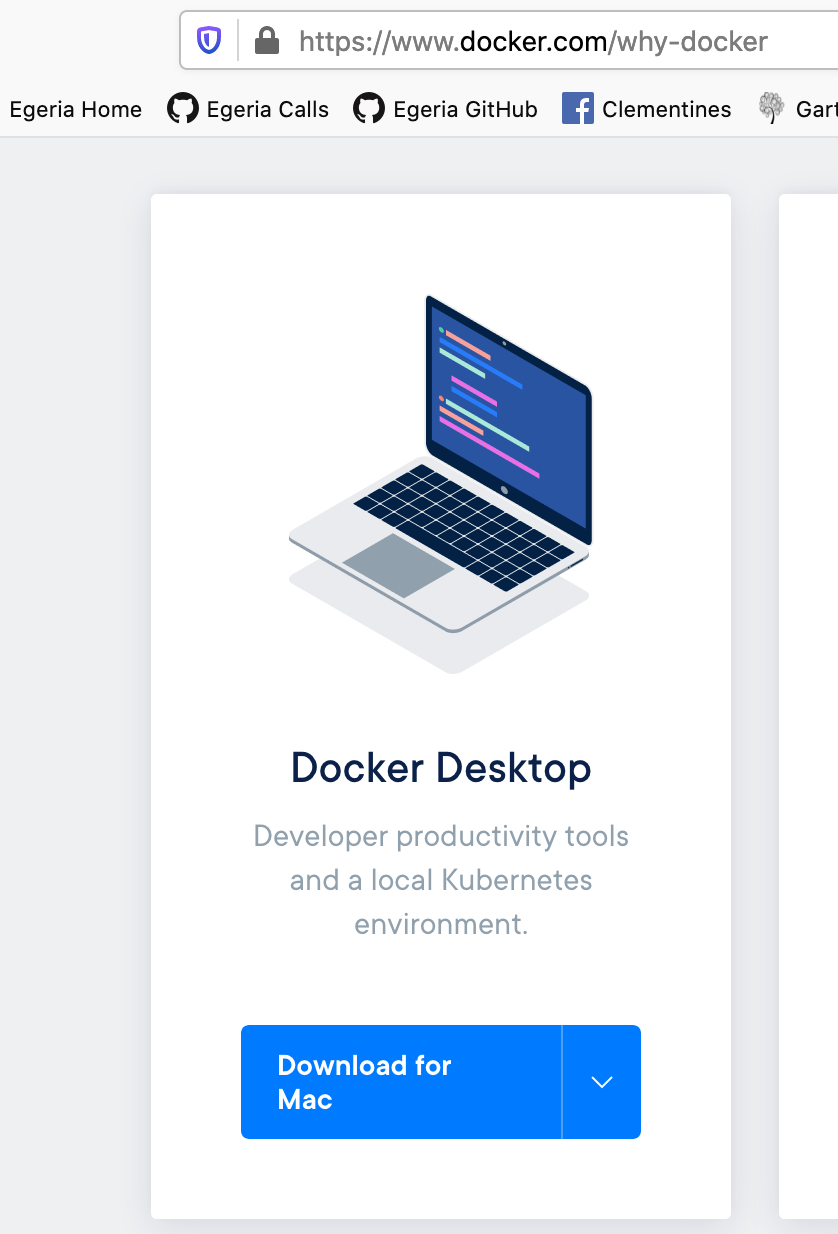 https://www.docker.com/why-docker
Egeria Home Egeria Calls Egeria GitHub Clementines Gart
Docker Desktop
Developer productivity tools
and a local Kubernetes
environment.
Download for
Mac